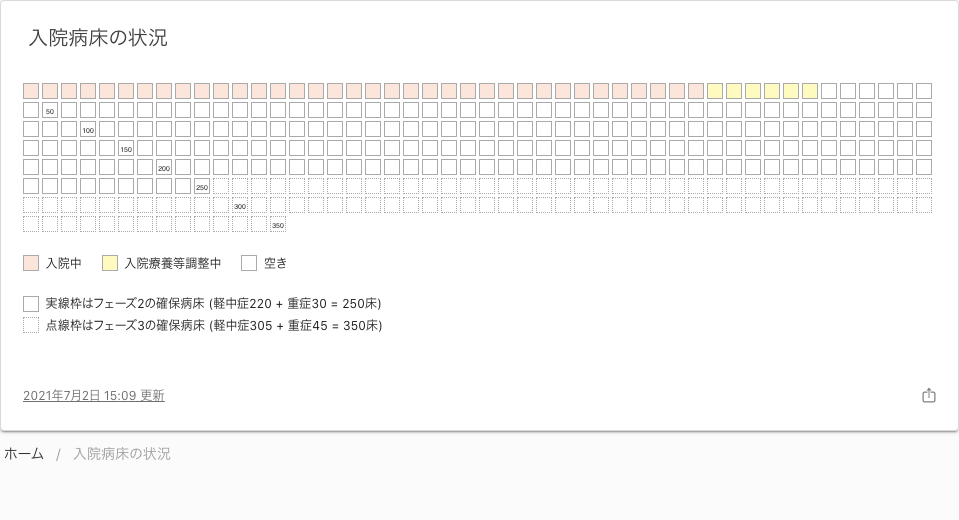 入院病床の状況
50
100
150
200
250
300
350
入院中 入院療養等調整中 空き
実線枠はフェーズ2の確保病床 (軽中症220 + 重症30 = 250床)
点線枠はフェーズ3の確保病床 (軽中症305 + 重症45 = 350床)
2021年7月2日 15:09 更新
ホーム / 入院病床の状況